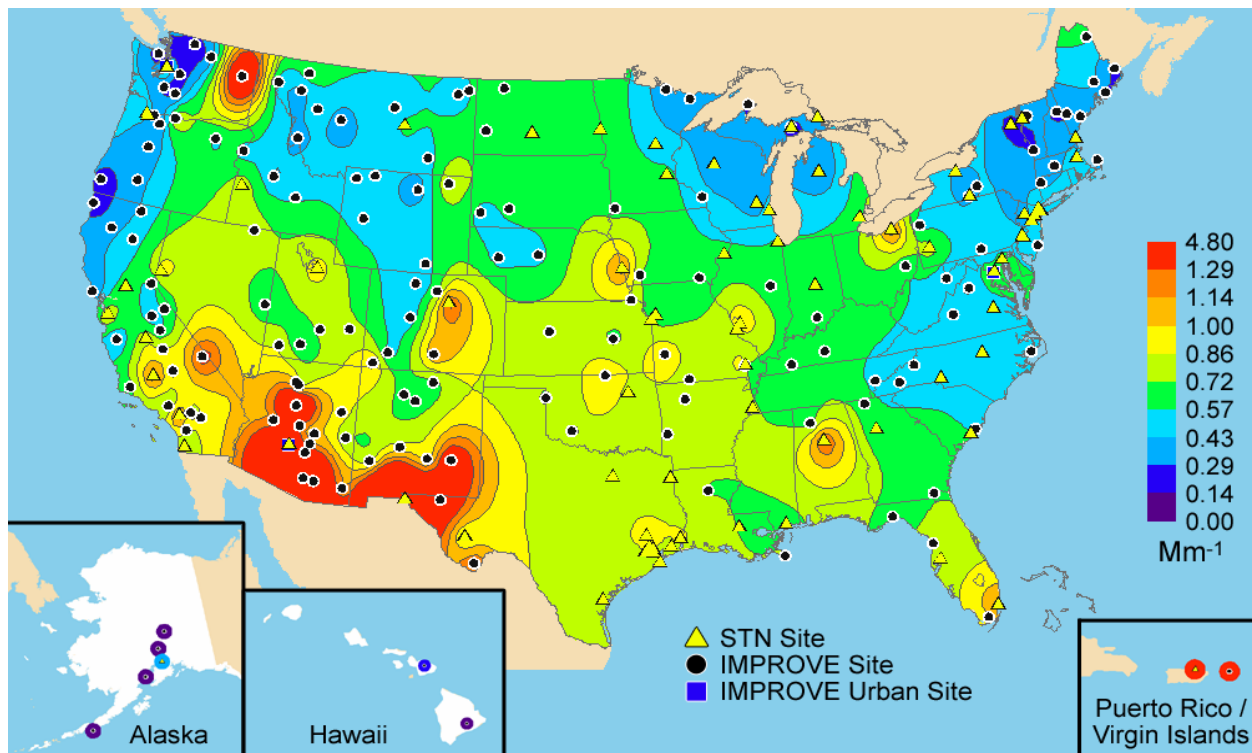 4.80
1.29
1.14
1.00
0.86
0.72
0.57
0.43
0.29
0.14
0.00
Mm-1
STN Site
IMPROVE Site
IMPROVE Urban Site
Alaska
Hawaii
Puerto Rico /
Virgin Islands